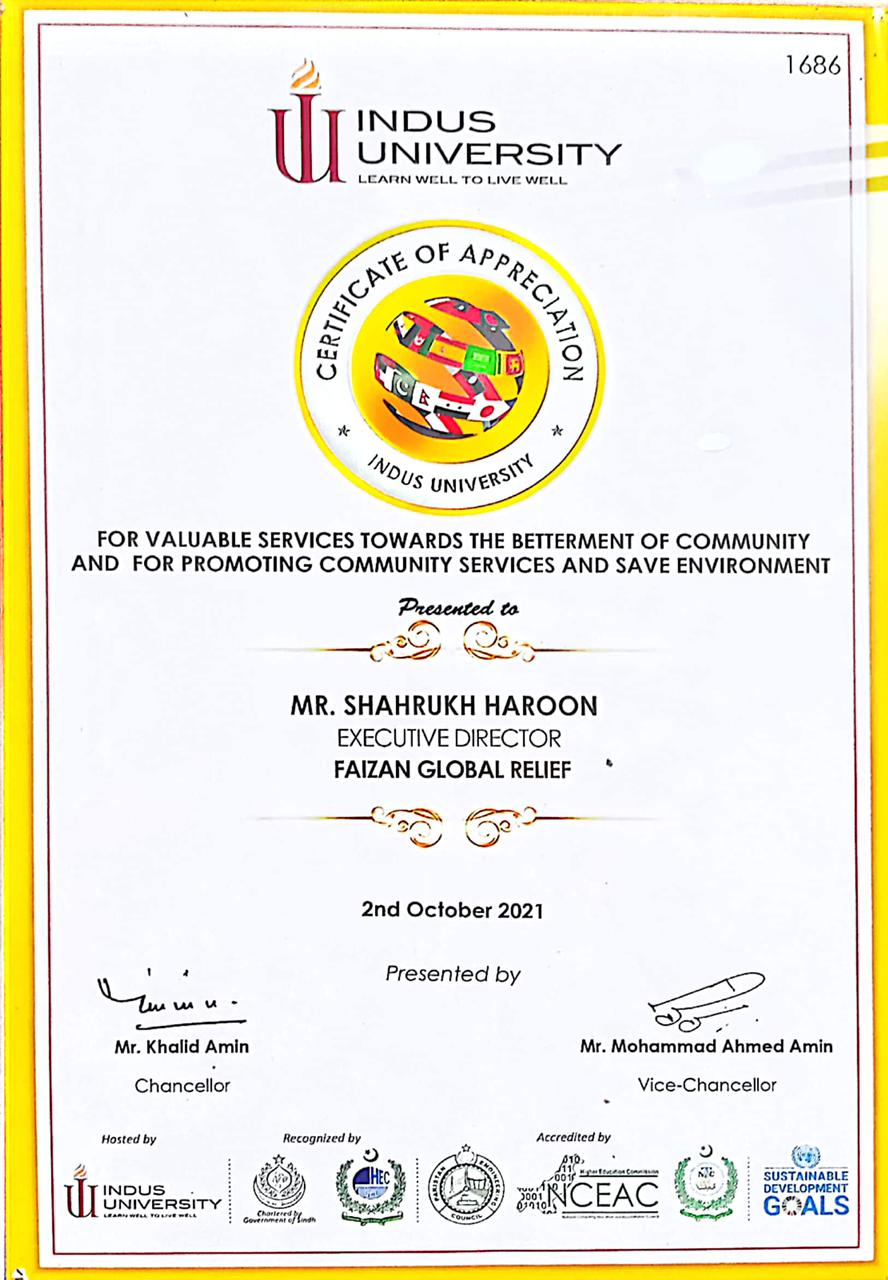 1686
INDUS
UNIVERSITY
LEARN WELL TO LIVE WELL
CERTIFICATE OF APPRECIATION
INDUS UNIVERSITY
FOR VALUABLE SERVICES TOWARDS THE BETTERMENT OF COMMUNITY
AND FOR PROMOTING COMMUNITY SERVICES AND SAVE ENVIRONMENT
Presented to
MR. SHAHRUKH HAROON
EXECUTIVE DIRECTOR
FAIZAN GLOBAL RELIEF
2nd October 2021
Presented by
Mr. Khalid Amin
Chancellor
Mr. Mohammad Ahmed Amin
Vice-Chancellor
Hosted by
Recognized by
Accredited by
INDUS
UNIVERSITY
LEARN WELL TO LIVE WELL
Chartered by
Government of Sindh
HEC
PAKISTAN ENGINEERING
COUNCIL
Higher Education Commission
NCEAC
SUSTAINABLE
DEVELOPMENT
GOALS